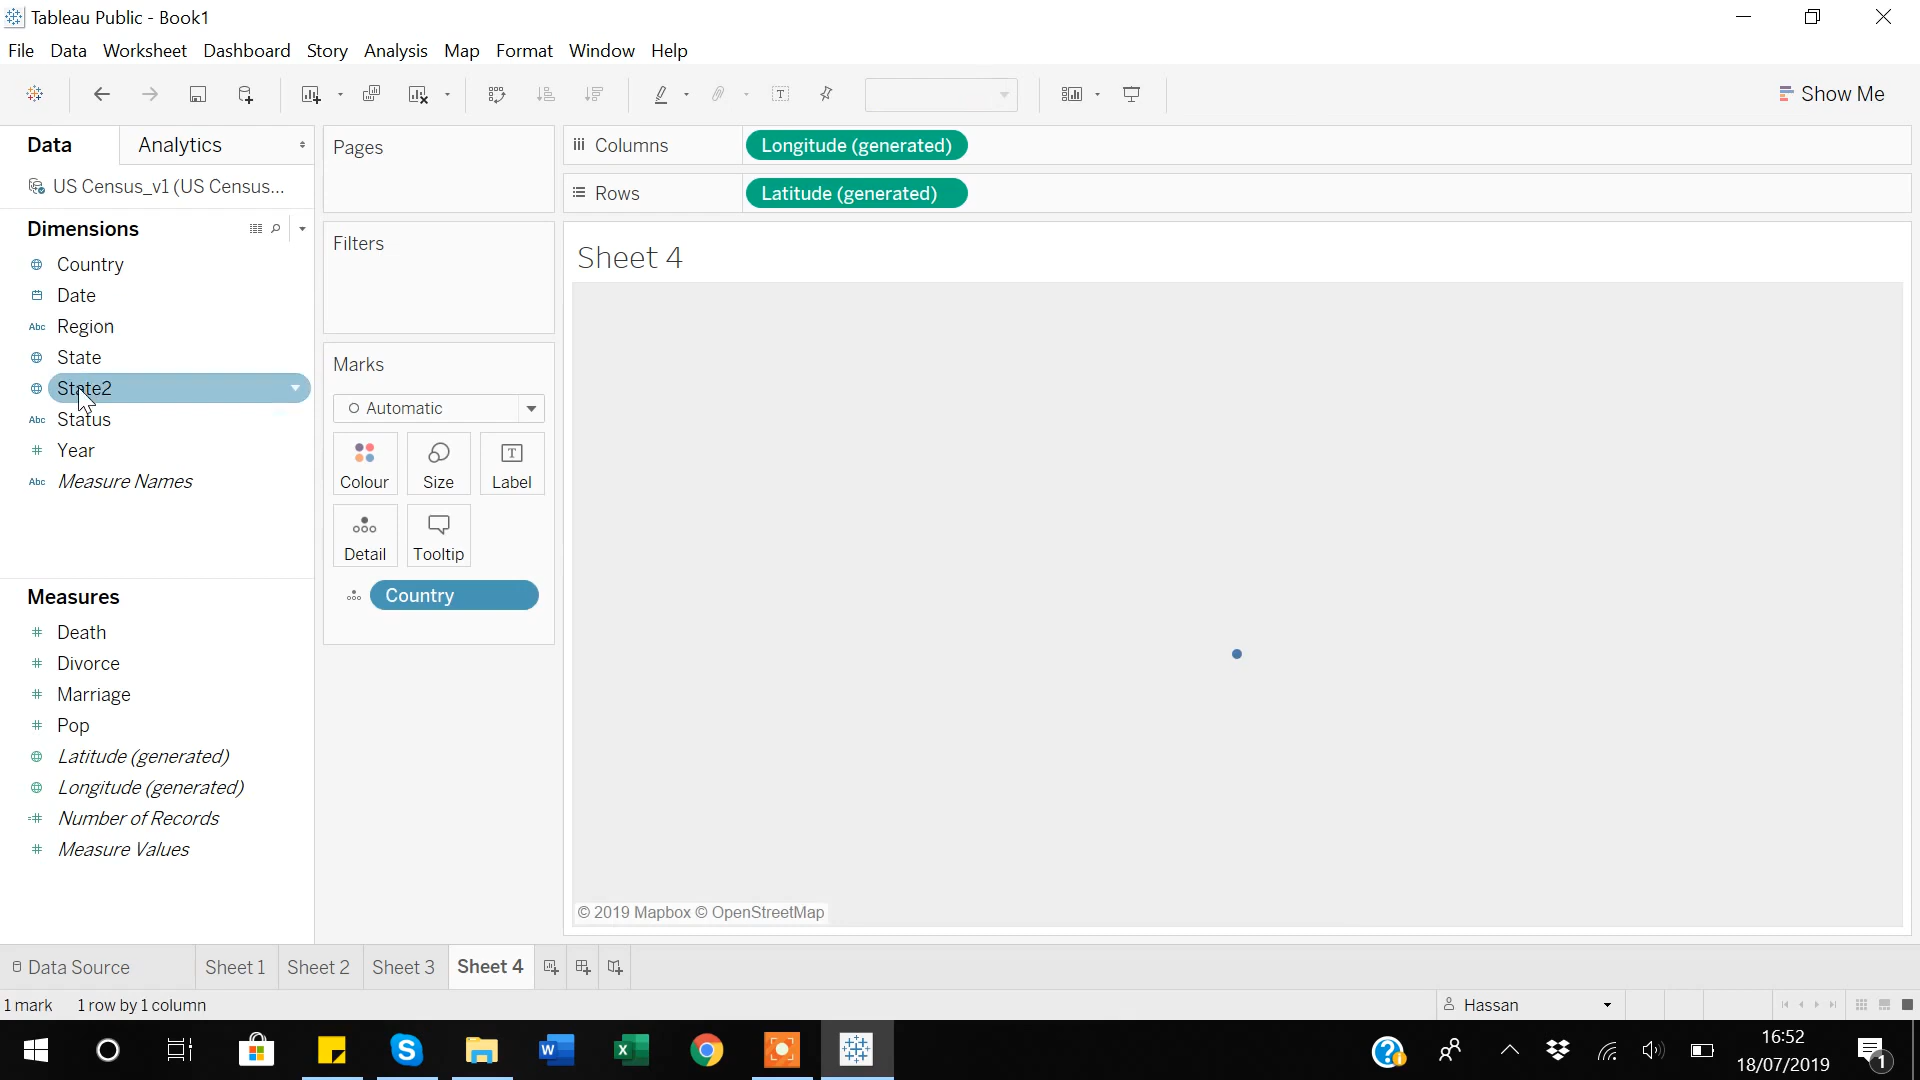 Tableau Public - Book1
File Data Worksheet Dashboard Story Analysis Map Format Window Help
Show Me
Data Analytics
US Census_v1 (US Census...
Dimensions
Country
Date
Abc Region
State
State2
Abc Status
# Year
Abc Measure Names
Measures
# Death
# Divorce
# Marriage
# Pop
Latitude (generated)
Longitude (generated)
=# Number of Records
# Measure Values
Pages
Filters
Marks
Automatic
Colour Size Label
Detail Tooltip
Country
Columns Longitude (generated)
Rows Latitude (generated)
Sheet 4
© 2019 Mapbox © OpenStreetMap
Data Source Sheet 1 Sheet 2 Sheet 3 Sheet 4
1 mark 1 row by 1 column
Hassan
16:52
18/07/2019
1